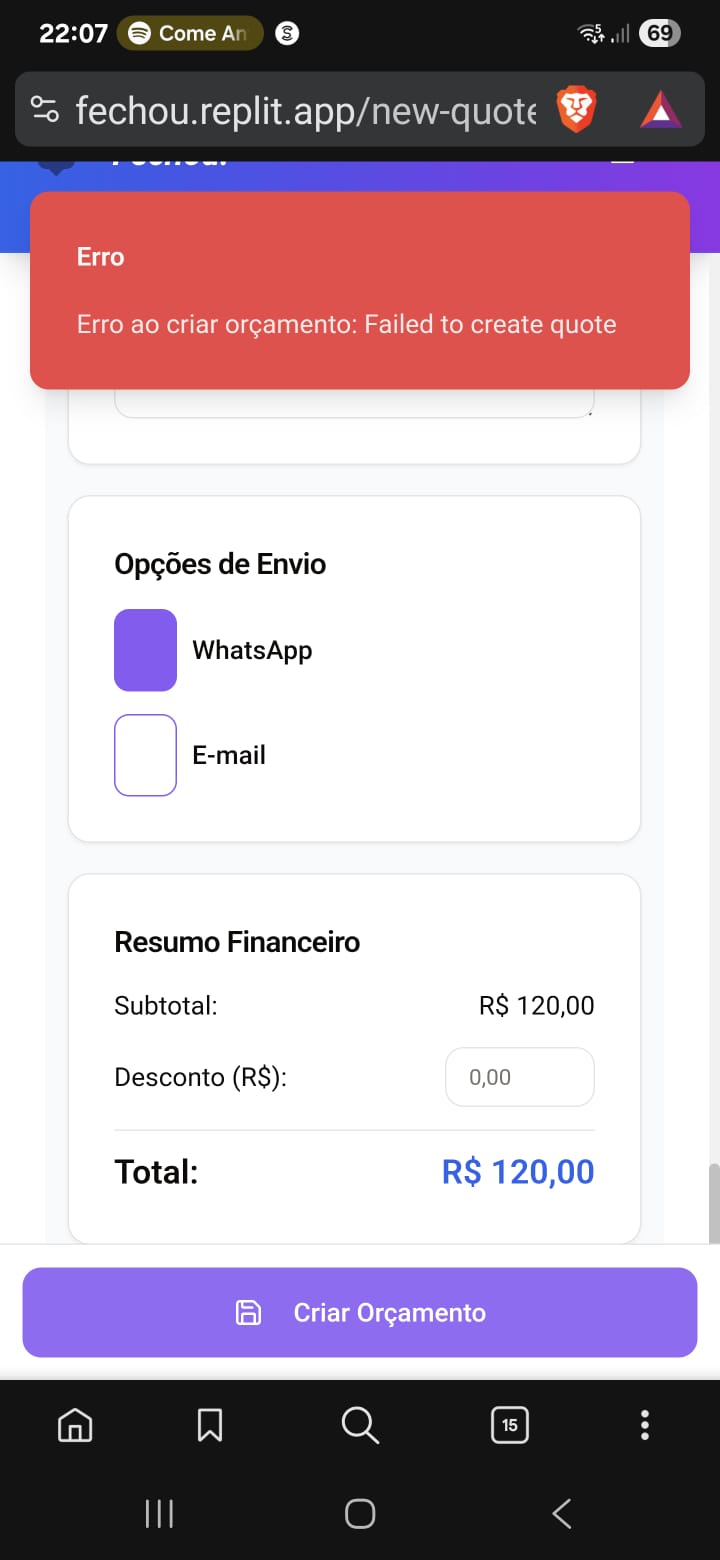 22:07 Come An 69
5
fechou.replit.app/new-quote
Erro
Erro ao criar orçamento: Failed to create quote
Opções de Envio
WhatsApp
E-mail
Resumo Financeiro
Subtotal: R$ 120,00
Desconto (R$): 0,00
Total: R$ 120,00
Criar Orçamento
15